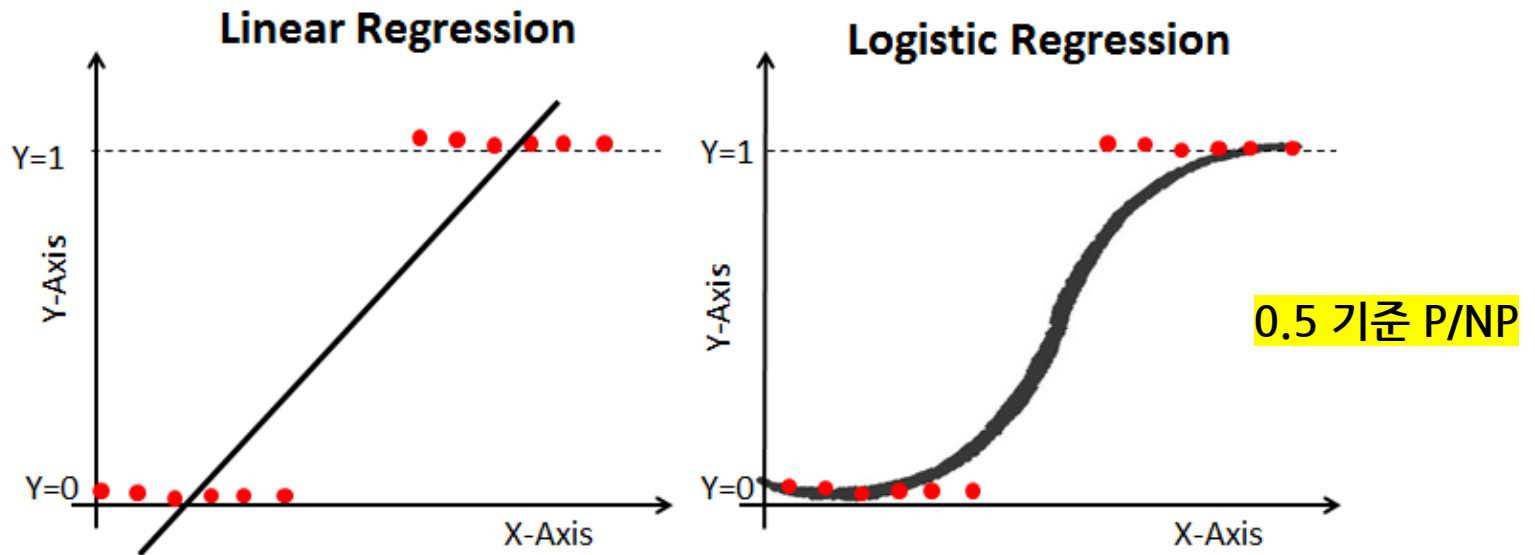 Linear Regression
Y=1
Y-Axis
Y=0
X-Axis
Logistic Regression
Y=1
Y-Axis
Y=0
X-Axis
0.5 기준 P/NP